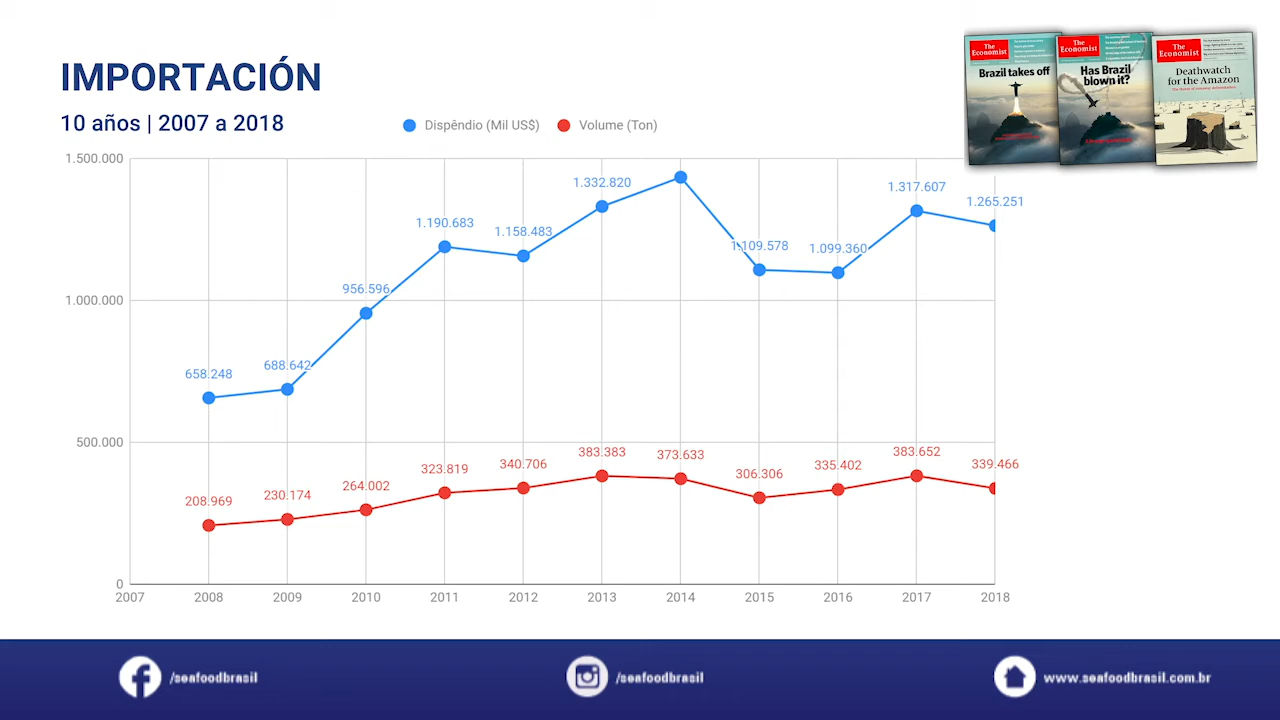 IMPORTACIÓN
10 años | 2007 a 2018
Dispêndio (Mil US$) Volume (Ton)
The Economist
Brazil takes off
The Economist
Has Brazil blown it?
The Economist
Deathwatch
for the Amazon
1.500.000
1.000.000
500.000
0
658.248 688.642 956.596 1.190.683 1.158.483 1.332.820 1.109.578 1.099.360 1.317.607 1.265.251
208.969 230.174 264.002 323.819 340.706 383.383 373.633 306.306 335.402 383.652 339.466
2007 2008 2009 2010 2011 2012 2013 2014 2015 2016 2017 2018
/seafoodbrasil /seafoodbrasil www.seafoodbrasil.com.br